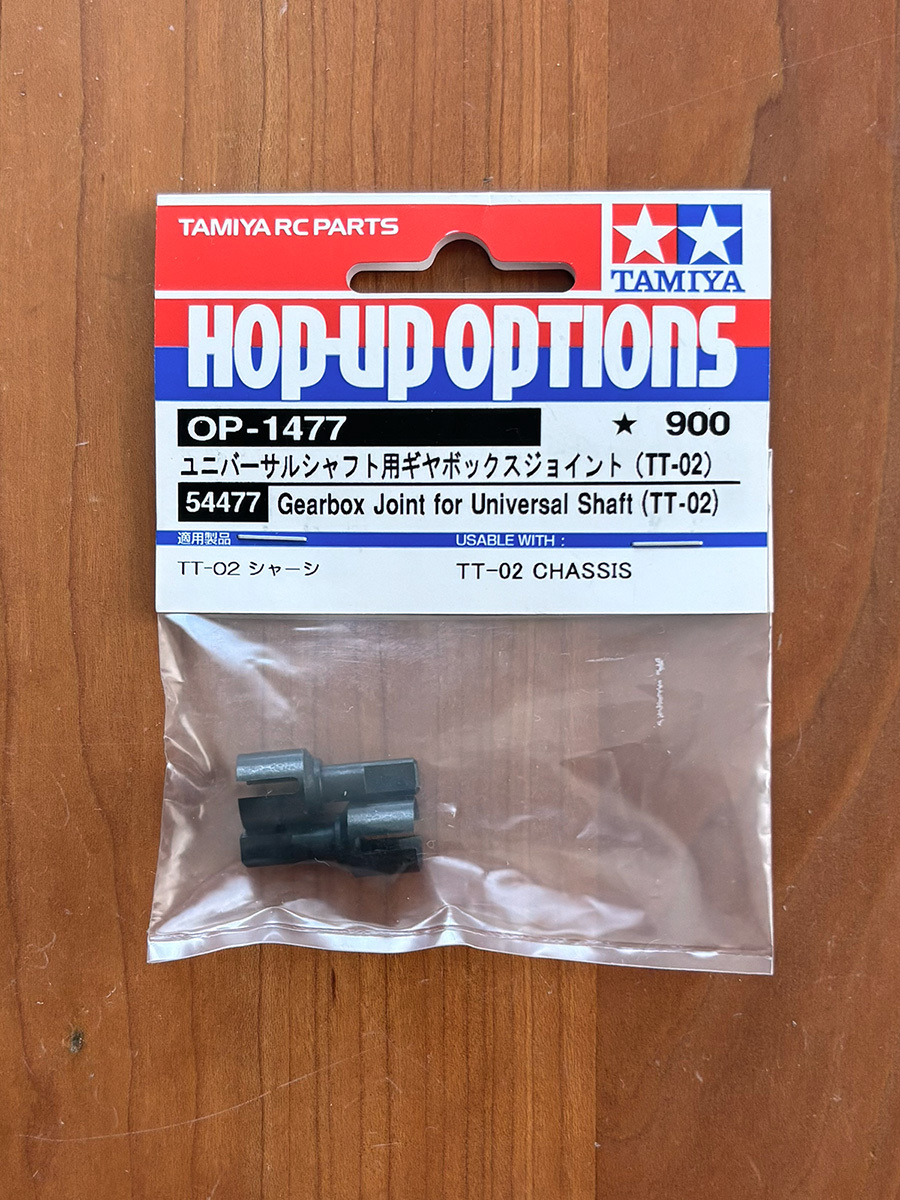 TAMIYA RC PARTS
TAMIYA
HOP-UP OPTIONS
OP-1477 ★ 900
ユニバーサルシャフト用ギヤボックスジョイント (TT-02)
54477 Gearbox Joint for Universal Shaft (TT-02)
適用製品 USABLE WITH :
TT-02 シャーシ TT-02 CHASSIS